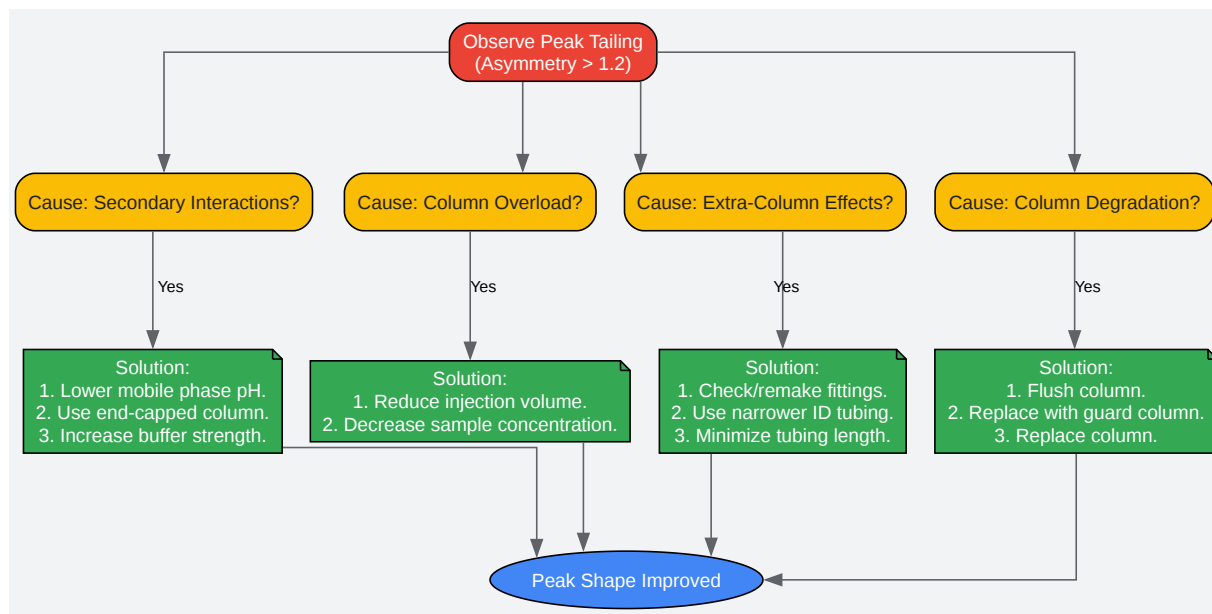 Observe Peak Tailing
(Asymmetry > 1.2)
Cause: Secondary Interactions?
Cause: Column Overload?
Cause: Extra-Column Effects?
Cause: Column Degradation?
Yes
Yes
Yes
Yes
Solution:
1. Lower mobile phase pH.
2. Use end-capped column.
3. Increase buffer strength.
Solution:
1. Reduce injection volume.
2. Decrease sample concentration.
Solution:
1. Check/remake fittings.
2. Use narrower ID tubing.
3. Minimize tubing length.
Solution:
1. Flush column.
2. Replace with guard column.
3. Replace column.
Peak Shape Improved